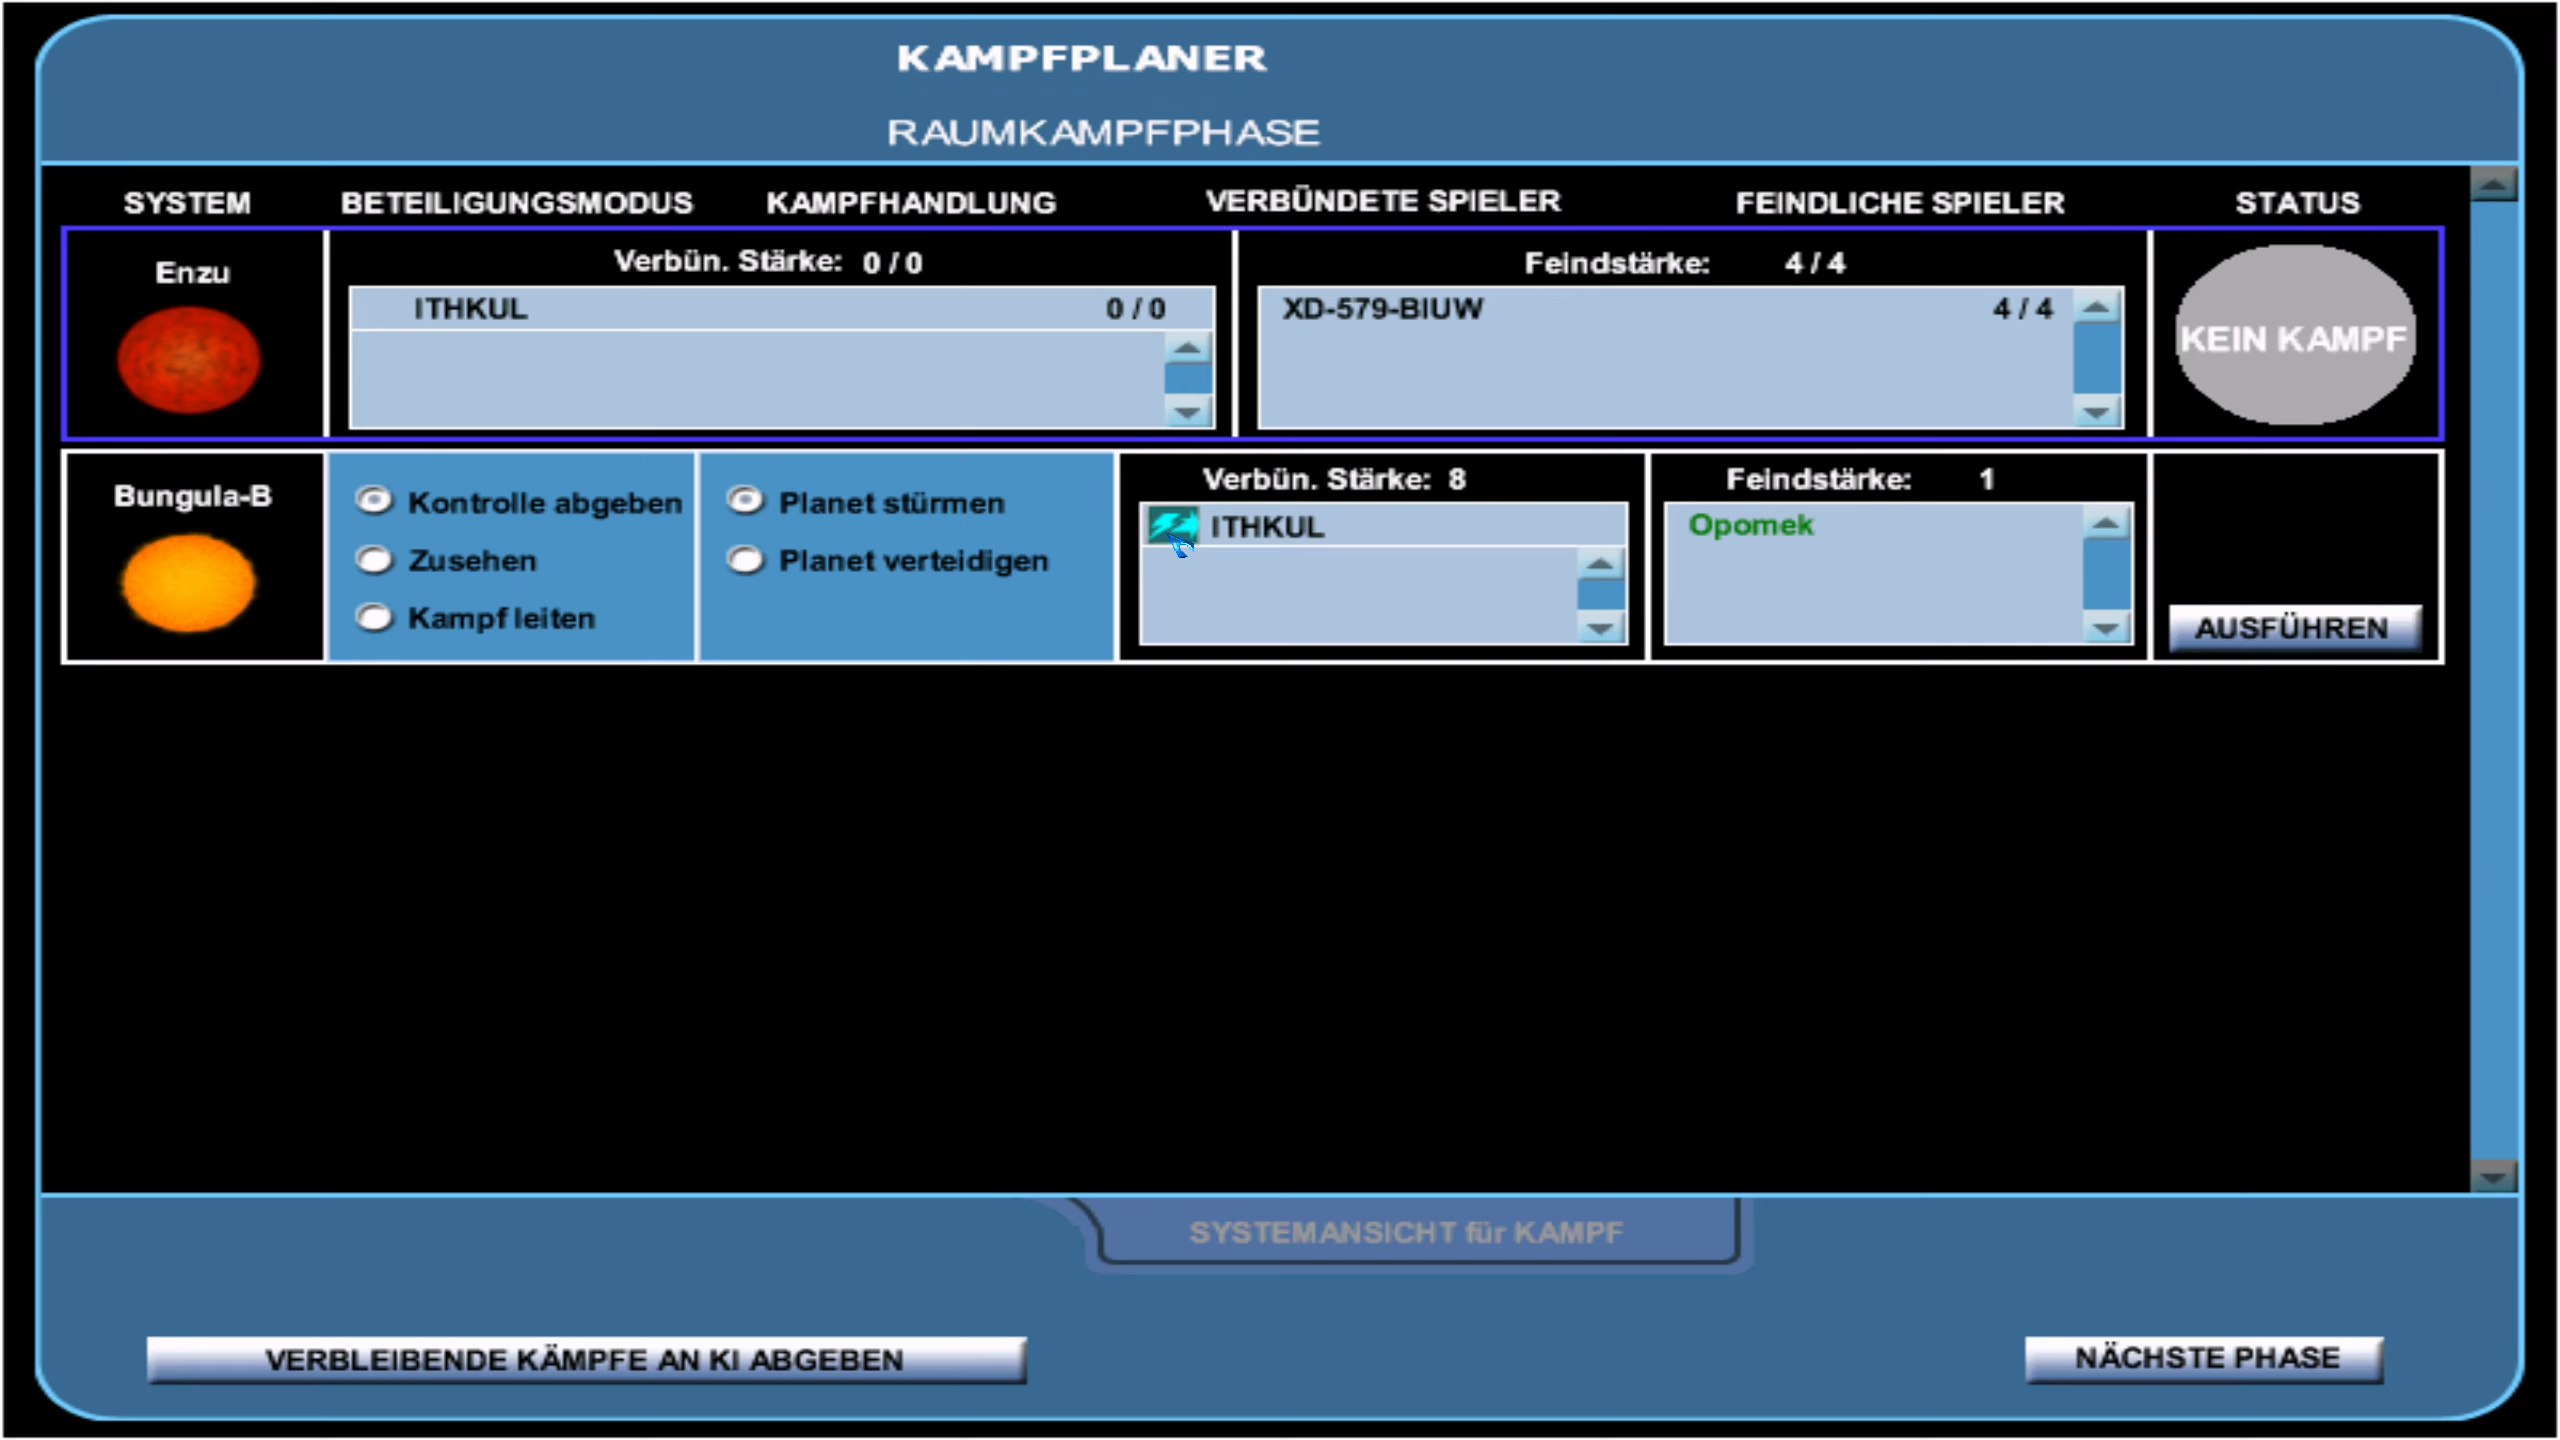 KAMPFPLANER
RAUMKAMPFPHASE
SYSTEM BETEILIGUNGSMODUS KAMPFHANDLUNG VERBÜNDETE SPIELER FEINDLICHE SPIELER STATUS
Enzu
Verbün. Stärke: 0 / 0
ITHKUL 0 / 0
Feindstärke: 4 / 4
XD-579-BIUW 4 / 4
KEIN KAMPF
Bungula-B
Kontrolle abgeben
Zusehen
Kampf leiten
Planet stürmen
Planet verteidigen
Verbün. Stärke: 8
ITHKUL
Feindstärke: 1
Opomek
AUSFÜHREN
SYSTEMANSICHT für KAMPF
VERBLEIBENDE KÄMPFE AN KI ABGEBEN
NÄCHSTE PHASE